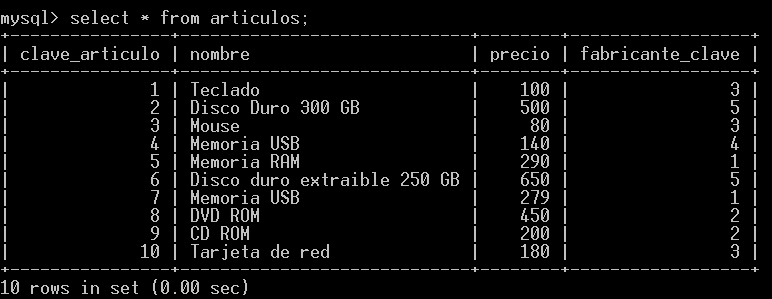 mysql> select * from articulos;
+----------------+---------------------------+--------+------------------+
| clave_articulo | nombre                    | precio | fabricante_clave |
+----------------+---------------------------+--------+------------------+
|              1 | Teclado                   |    100 |                3 |
|              2 | Disco Duro 300 GB         |    500 |                5 |
|              3 | Mouse                     |     80 |                3 |
|              4 | Memoria USB               |    140 |                4 |
|              5 | Memoria RAM               |    290 |                1 |
|              6 | Disco duro extraible 250 GB |    650 |                5 |
|              7 | Memoria USB               |    279 |                1 |
|              8 | DVD ROM                   |    450 |                2 |
|              9 | CD ROM                    |    200 |                2 |
|             10 | Tarjeta de red            |    180 |                3 |
+----------------+---------------------------+--------+------------------+
10 rows in set (0.00 sec)